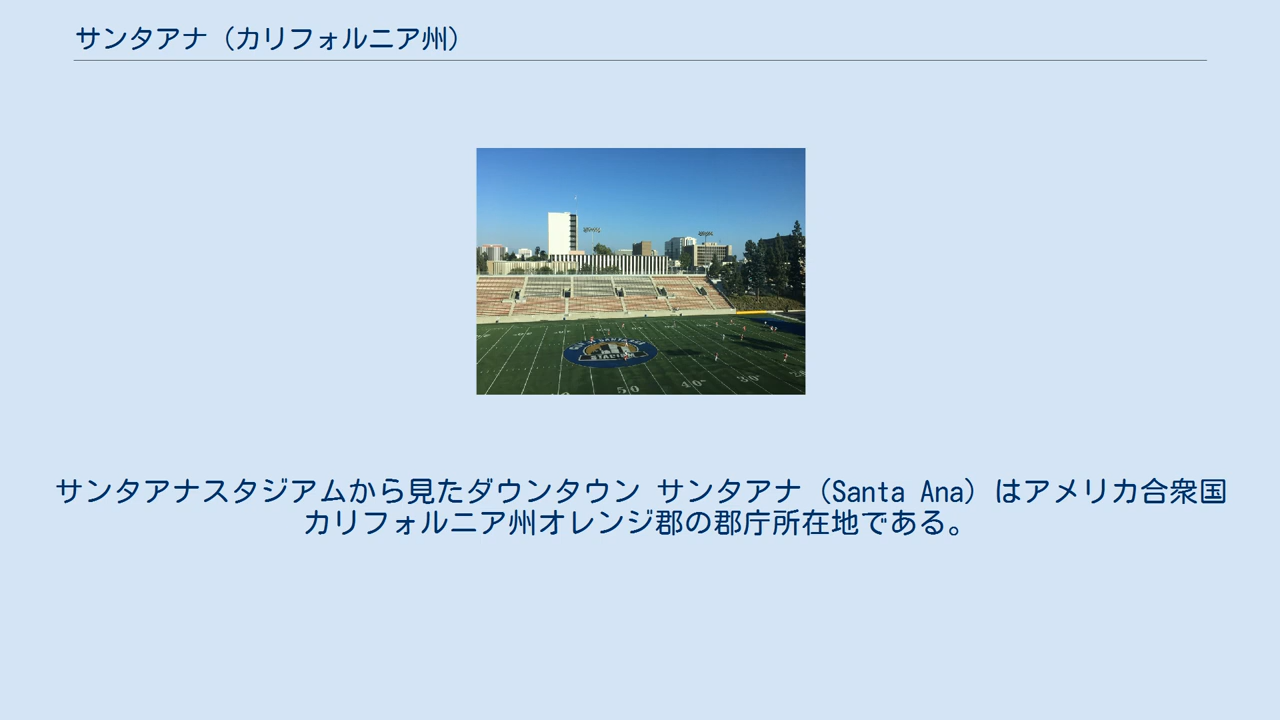 サンタアナ（カリフォルニア州）
50
40
30
サンタアナスタジアムから見たダウンタウン サンタアナ（Santa Ana）はアメリカ合衆国
カリフォルニア州オレンジ郡の郡庁所在地である。